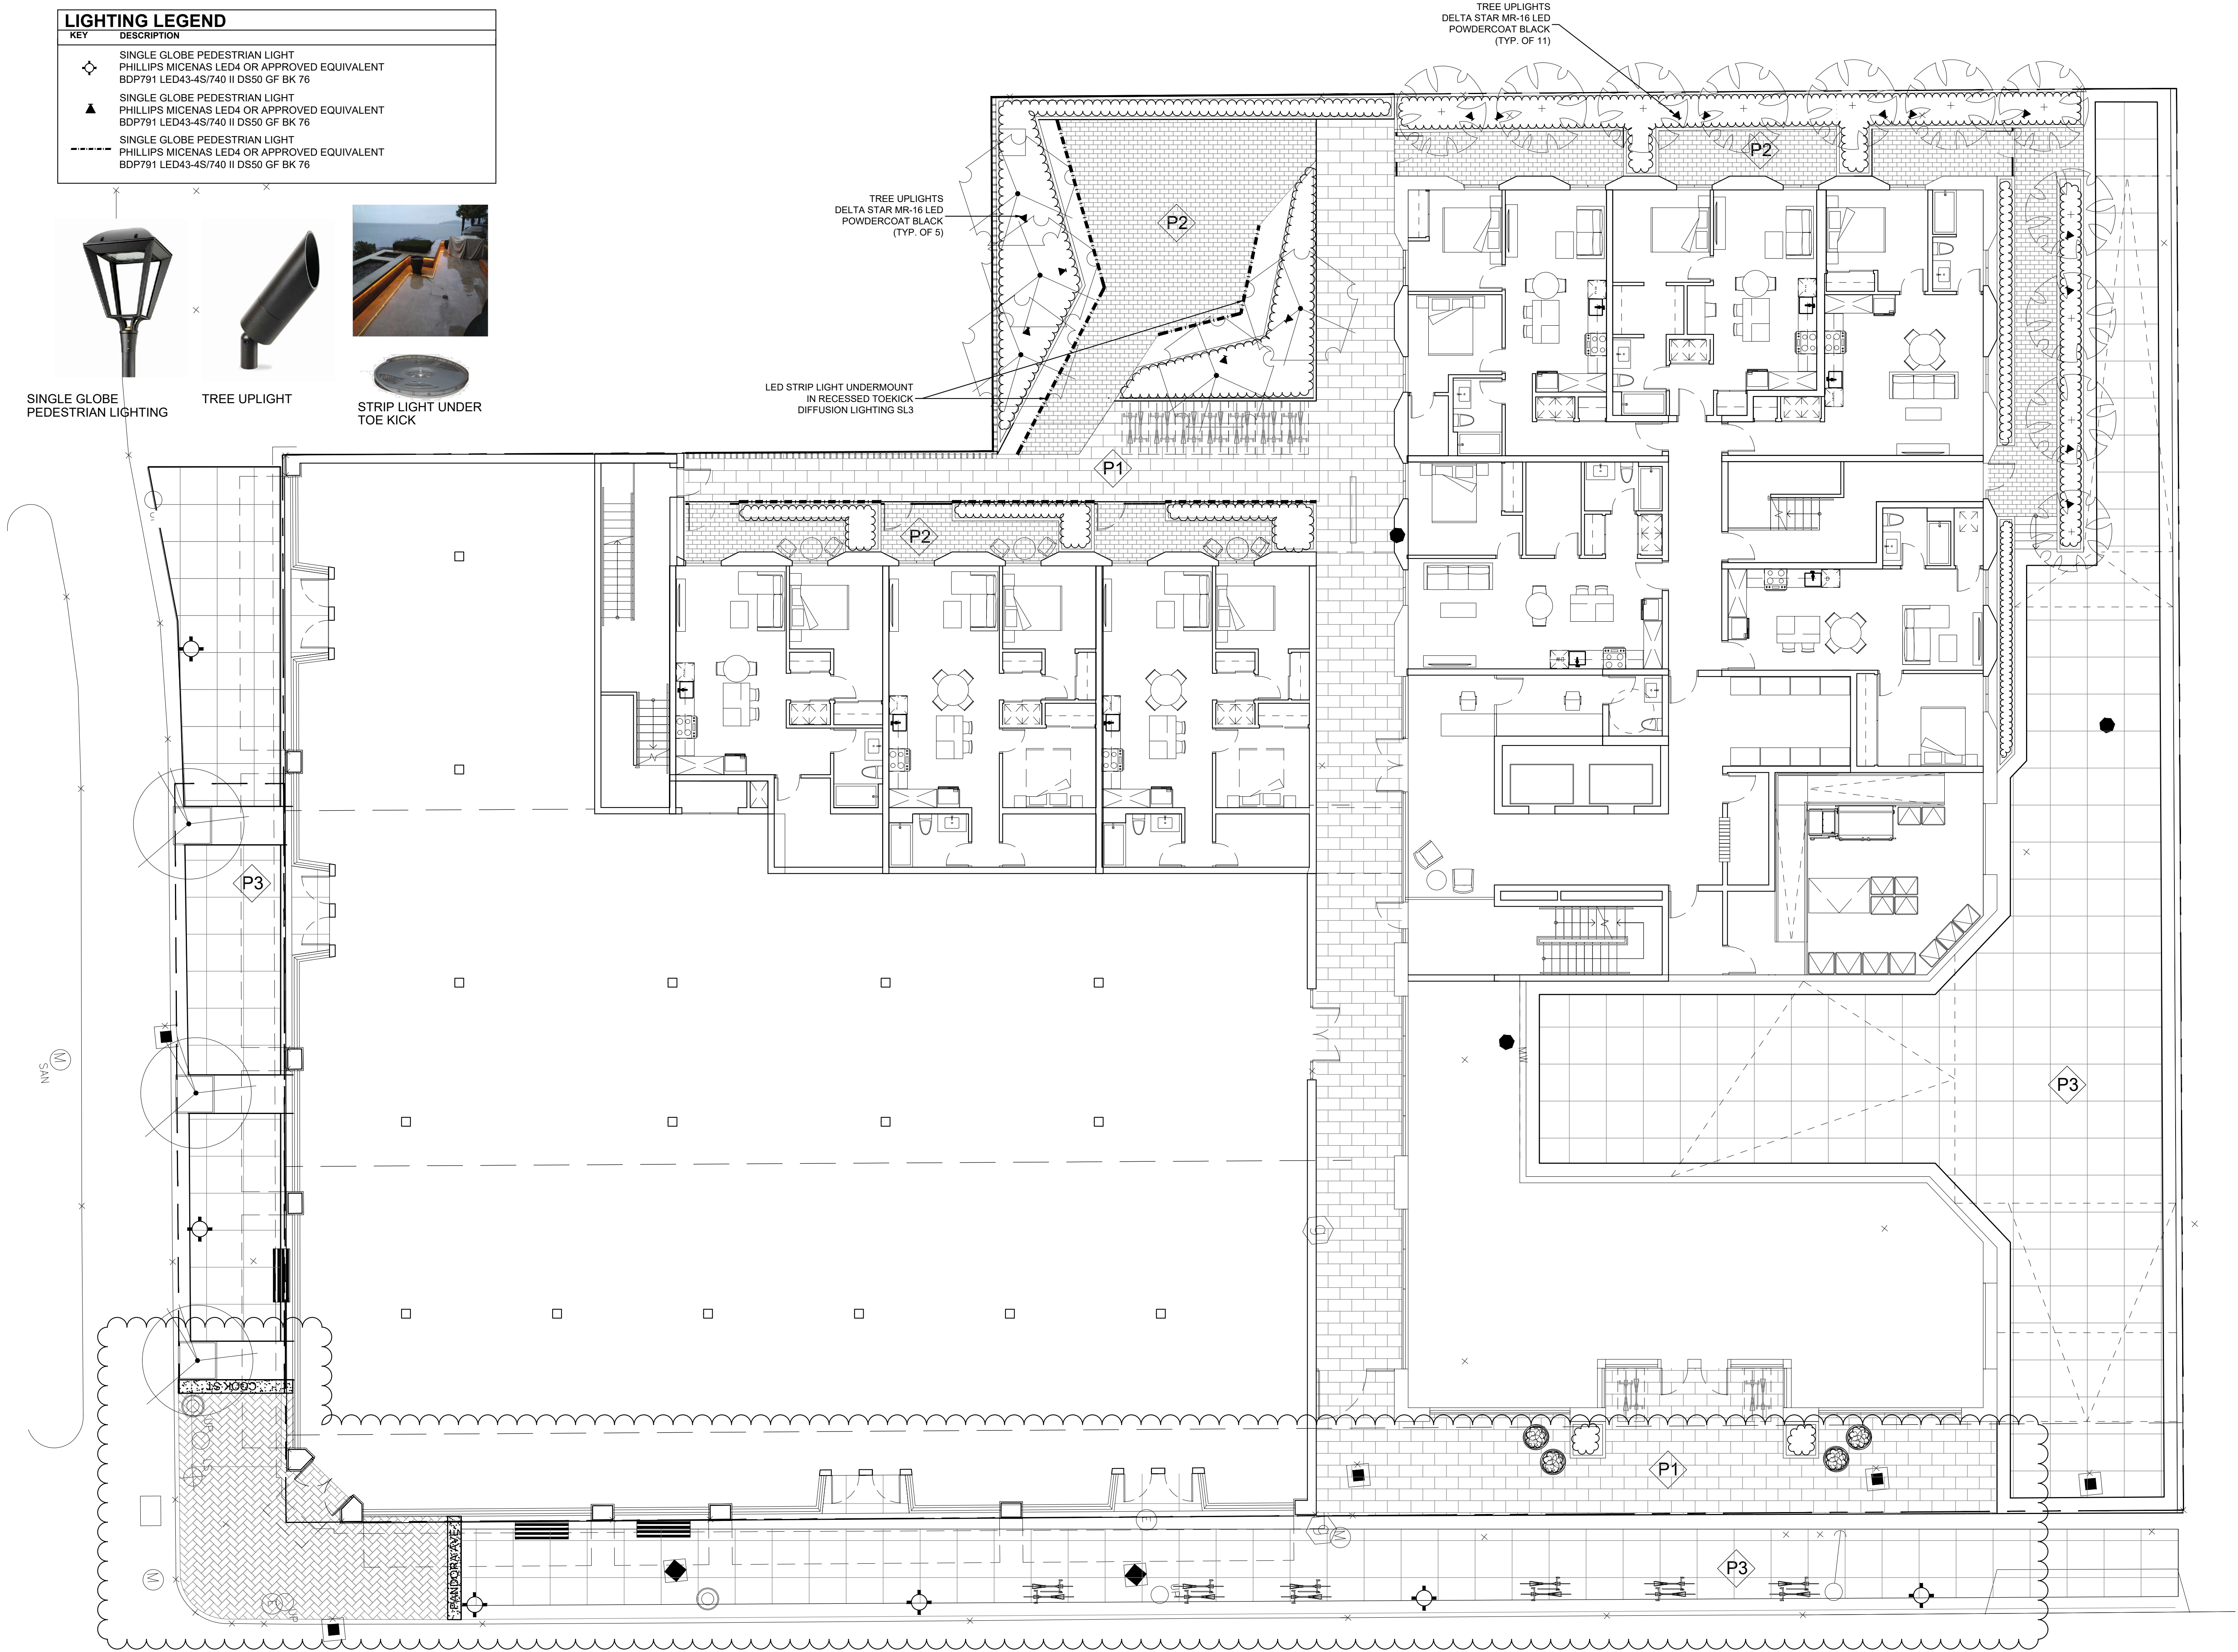 LIGHTING LEGEND
KEY DESCRIPTION
SINGLE GLOBE PEDESTRIAN LIGHT
PHILLIPS MICENAS LED4 OR APPROVED EQUIVALENT
BDP791 LED43-4S/740 II DS50 GF BK 76
SINGLE GLOBE PEDESTRIAN LIGHT
PHILLIPS MICENAS LED4 OR APPROVED EQUIVALENT
BDP791 LED43-4S/740 II DS50 GF BK 76
SINGLE GLOBE PEDESTRIAN LIGHT
PHILLIPS MICENAS LED4 OR APPROVED EQUIVALENT
BDP791 LED43-4S/740 II DS50 GF BK 76
SINGLE GLOBE
PEDESTRIAN LIGHTING
TREE UPLIGHT
STRIP LIGHT UNDER
TOE KICK
TREE UPLIGHTS
DELTA STAR MR-16 LED
POWDERCOAT BLACK
(TYP. OF 11)
TREE UPLIGHTS
DELTA STAR MR-16 LED
POWDERCOAT BLACK
(TYP. OF 5)
LED STRIP LIGHT UNDERMOUNT
IN RECESSED TOEKICK
DIFFUSION LIGHTING SL3
P2
P2
P1
P2
P3
P3
P1
P3
M
SAN
MW
COOK ST
PANDORA AVE
M
M
E
E
UP
UP
g
g